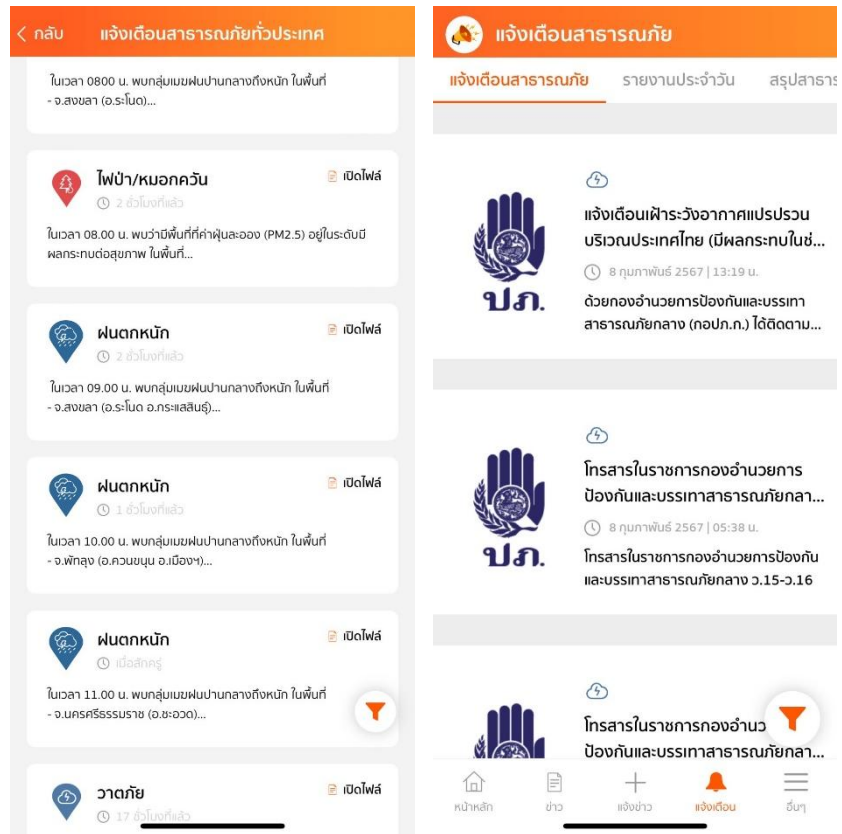 กลับ
แจ้งเตือนสาธารณภัยทั่วประเทศ
ในเวลา 0800 น. พบกลุ่มเมฆฝนปานกลางถึงหนัก ในพื้นที่
- จ.สงขลา (อ.ระโนด)...
ไฟป่า/หมอกควัน
เปิดไฟล์
2 ชั่วโมงที่แล้ว
ในเวลา 08.00 น. พบว่ามีพื้นที่ที่ค่าฝุ่นละออง (PM2.5) อยู่ในระดับมี
ผลกระทบต่อสุขภาพ ในพื้นที่...
ฝนตกหนัก
เปิดไฟล์
2 ชั่วโมงที่แล้ว
ในเวลา 09.00 น. พบกลุ่มเมฆฝนปานกลางถึงหนัก ในพื้นที่
- จ.สงขลา (อ.ระโนด อ.กระแสสินธุ์)...
ฝนตกหนัก
เปิดไฟล์
1 ชั่วโมงที่แล้ว
ในเวลา 10.00 น. พบกลุ่มเมฆฝนปานกลางถึงหนัก ในพื้นที่
- จ.พัทลุง (อ.ควนขนุน อ.เมืองฯ)...
ฝนตกหนัก
เปิดไฟล์
เมื่อสักครู่
ในเวลา 11.00 น. พบกลุ่มเมฆฝนปานกลางถึงหนัก ในพื้นที่
- จ.นครศรีธรรมราช (อ.ชะอวด)...
วาตภัย
เปิดไฟล์
17 ชั่วโมงที่แล้ว
แจ้งเตือนสาธารณภัย
แจ้งเตือนสาธารณภัย
รายงานประจำวัน
สรุปสาธาร
ปภ.
แจ้งเตือนเฝ้าระวังอากาศแปรปรวน
บริเวณประเทศไทย (มีผลกระทบในช่...
8 กุมภาพันธ์ 2567 | 13:19 น.
ด้วยกองอำนวยการป้องกันและบรรเทา
สาธารณภัยกลาง (กอปภ.ก.) ได้ติดตาม...
ปภ.
โทรสารในราชการกองอำนวยการ
ป้องกันและบรรเทาสาธารณภัยกลา...
8 กุมภาพันธ์ 2567 | 05:38 น.
โทรสารในราชการกองอำนวยการป้องกัน
และบรรเทาสาธารณภัยกลาง ว.15-ว.16
โทรสารในราชการกองอำนว
ป้องกันและบรรเทาสาธารณภัยกลา...
หน้าหลัก
ข่าว
แจ้งข่าว
แจ้งเตือน
อื่นๆ